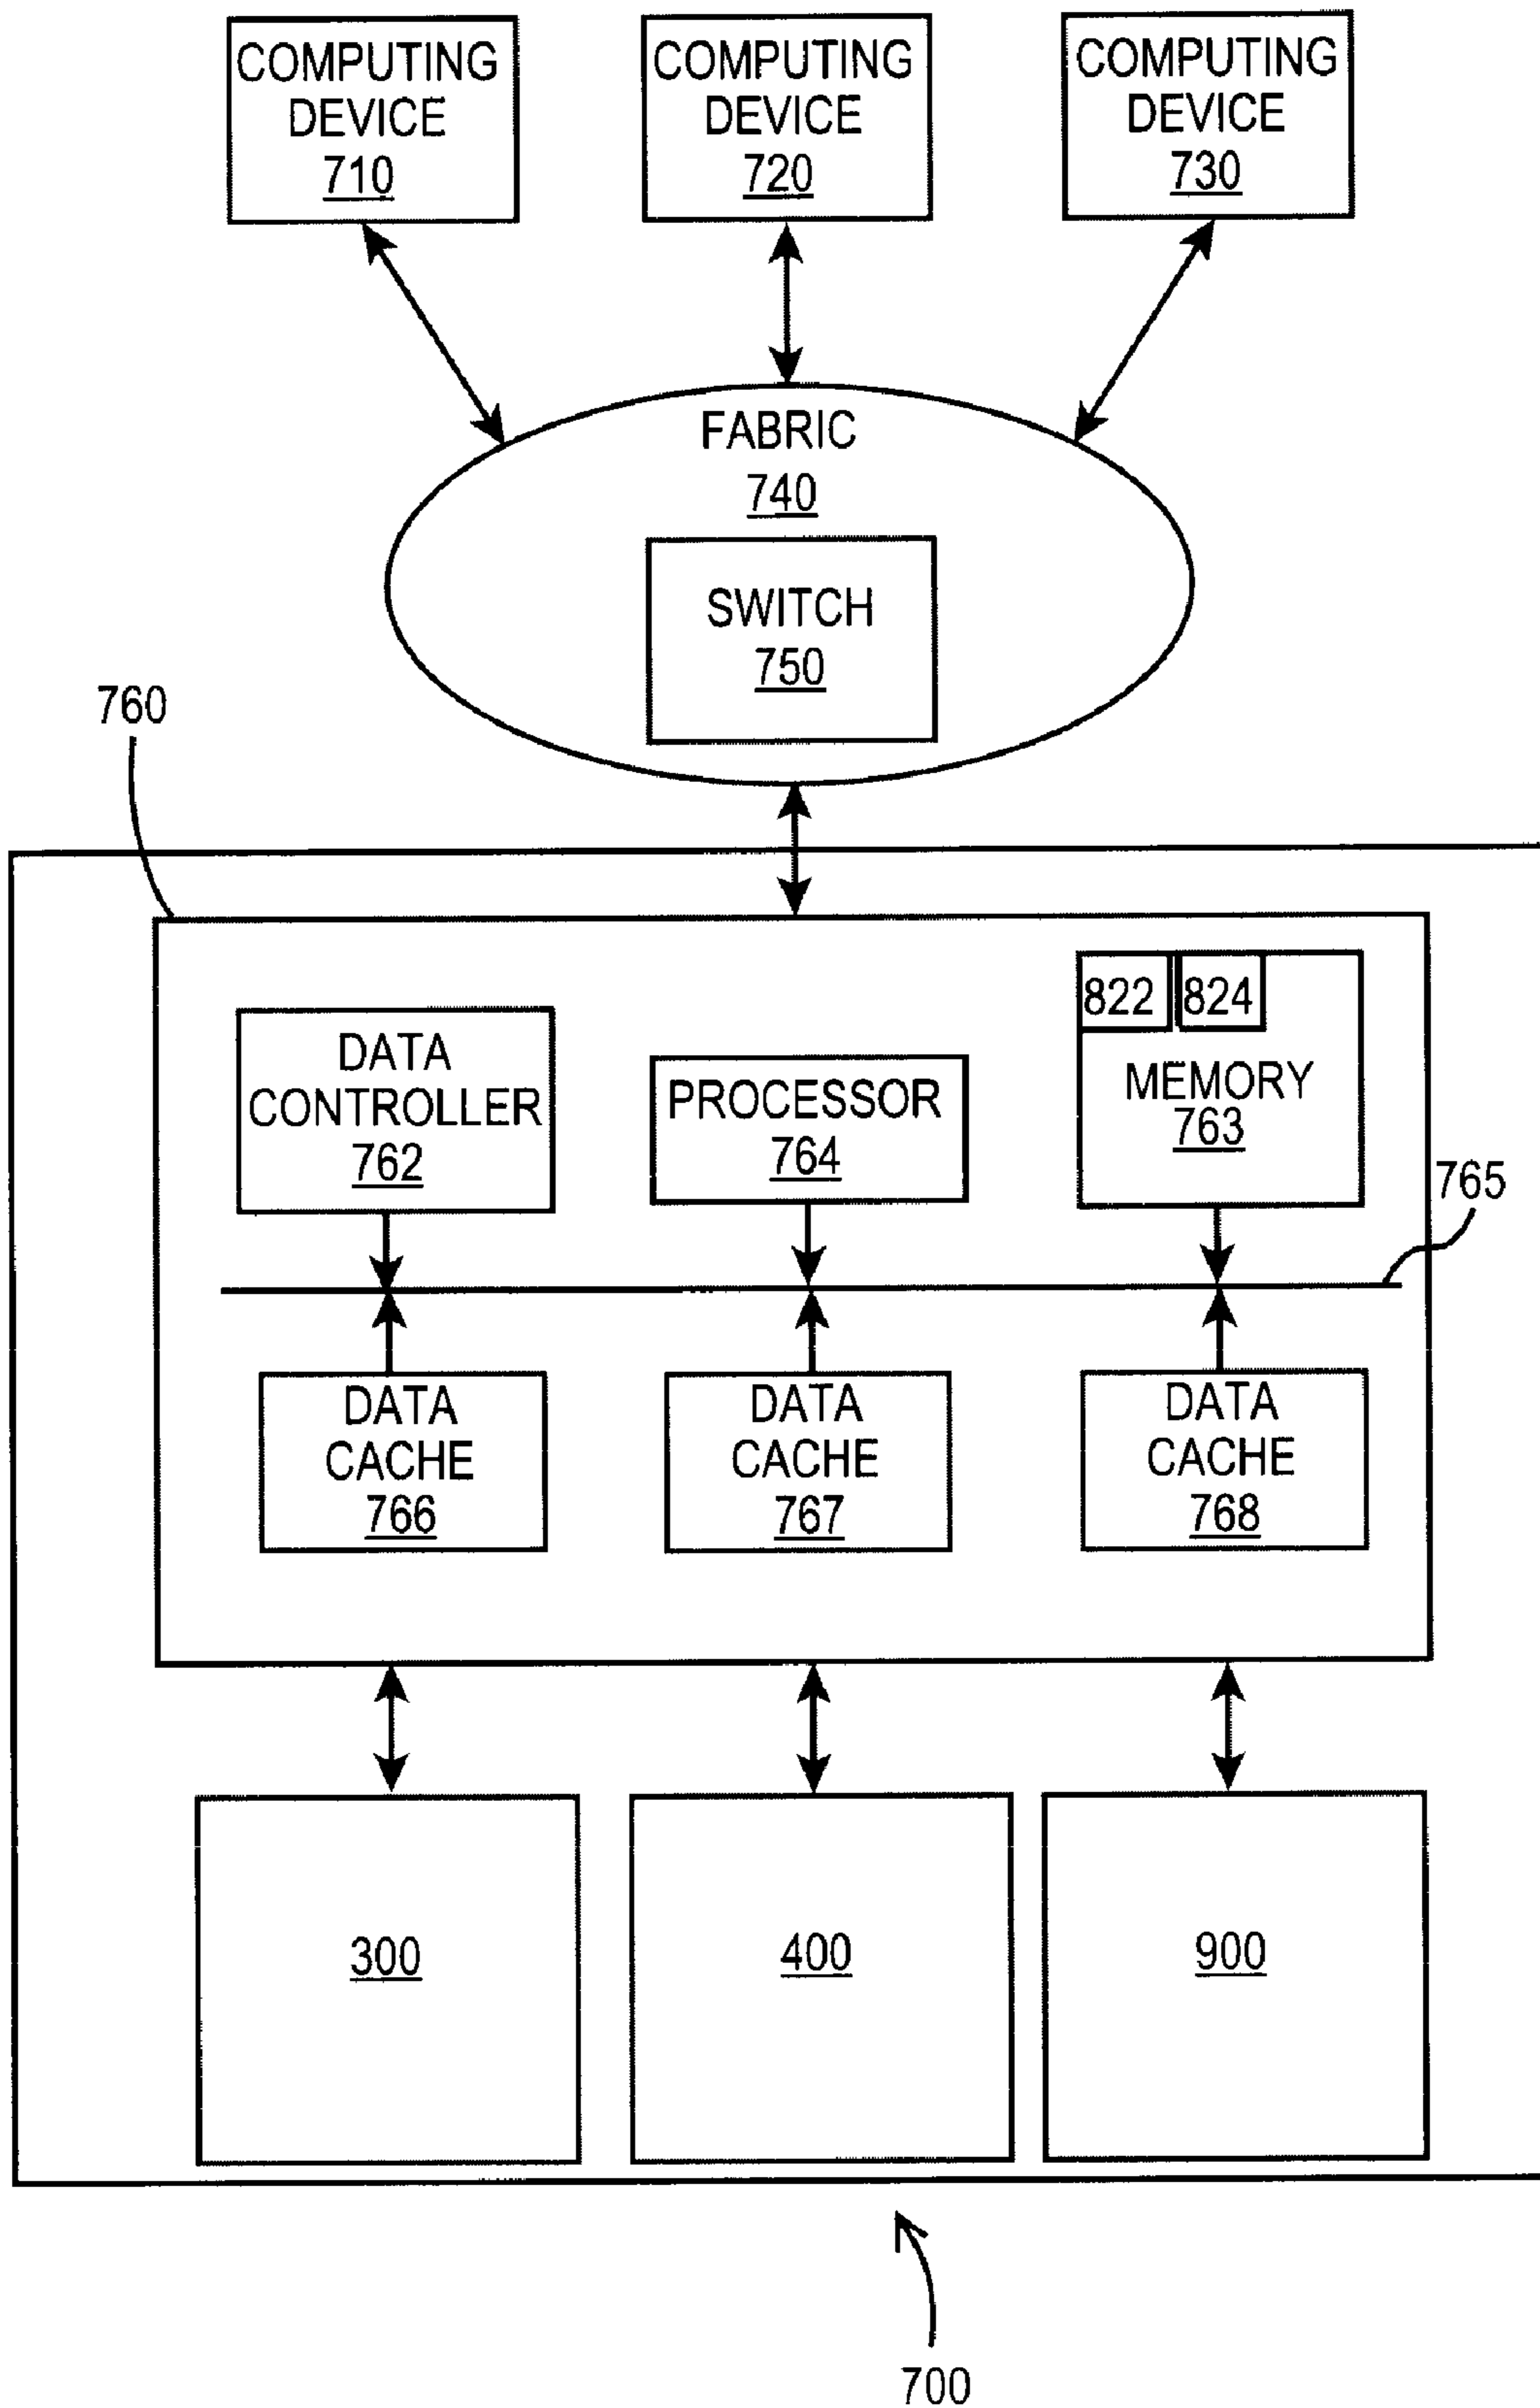 COMPUTING
DEVICE
710
COMPUTING
DEVICE
720
COMPUTING
DEVICE
730
FABRIC
740
SWITCH
750
760
822
824
MEMORY
763
DATA
CONTROLLER
762
PROCESSOR
764
765
DATA
CACHE
766
DATA
CACHE
767
DATA
CACHE
768
300
400
900
700